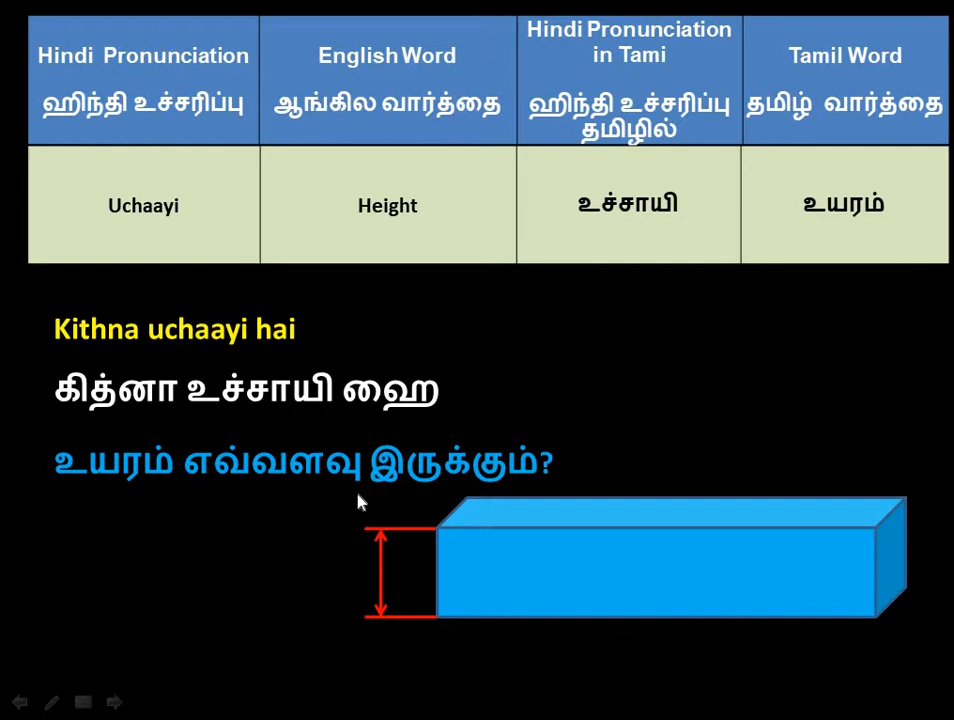 Hindi Pronunciation
ஹிந்தி உச்சரிப்பு
English Word
ஆங்கில வார்த்தை
Hindi Pronunciation
in Tami
ஹிந்தி உச்சரிப்பு
தமிழில்
Tamil Word
தமிழ் வார்த்தை
Uchaayi
Height
உச்சாயி
உயரம்
Kithna uchaayi hai
கித்னா உச்சாயி ஹை
உயரம் எவ்வளவு இருக்கும்?